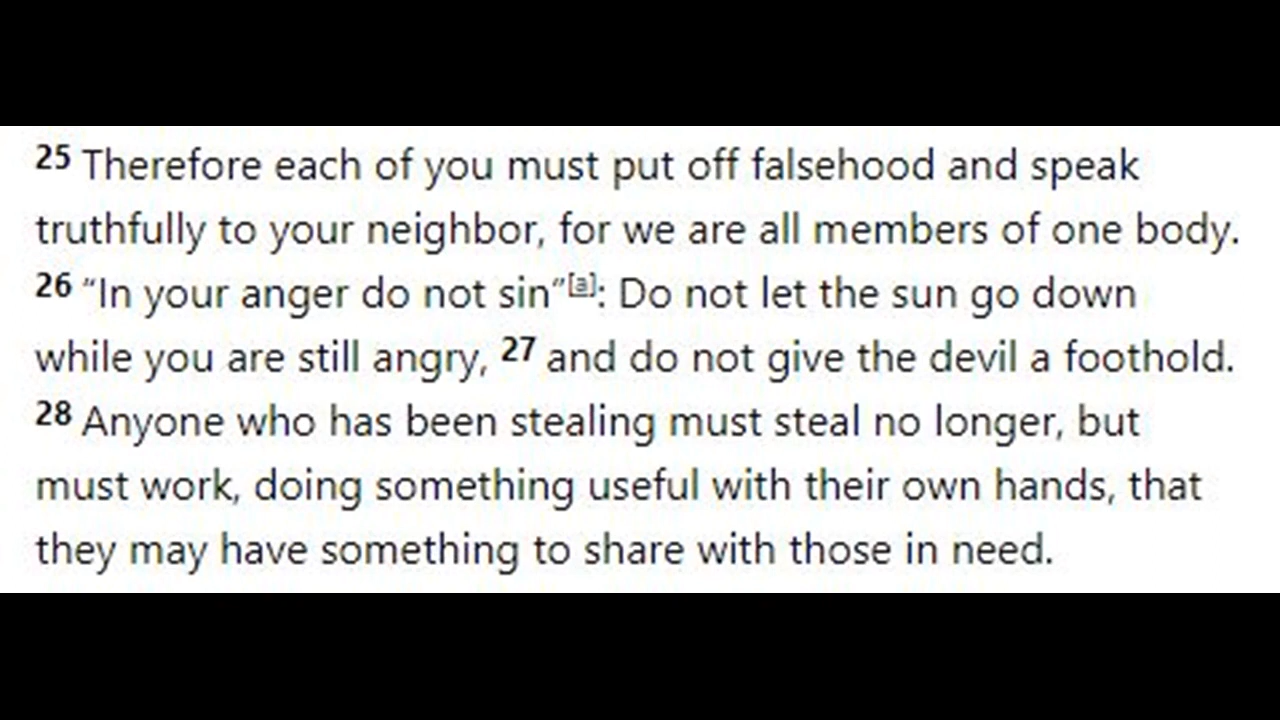 25 Therefore each of you must put off falsehood and speak
truthfully to your neighbor, for we are all members of one body.
26 “In your anger do not sin”[a]: Do not let the sun go down
while you are still angry, 27 and do not give the devil a foothold.
28 Anyone who has been stealing must steal no longer, but
must work, doing something useful with their own hands, that
they may have something to share with those in need.